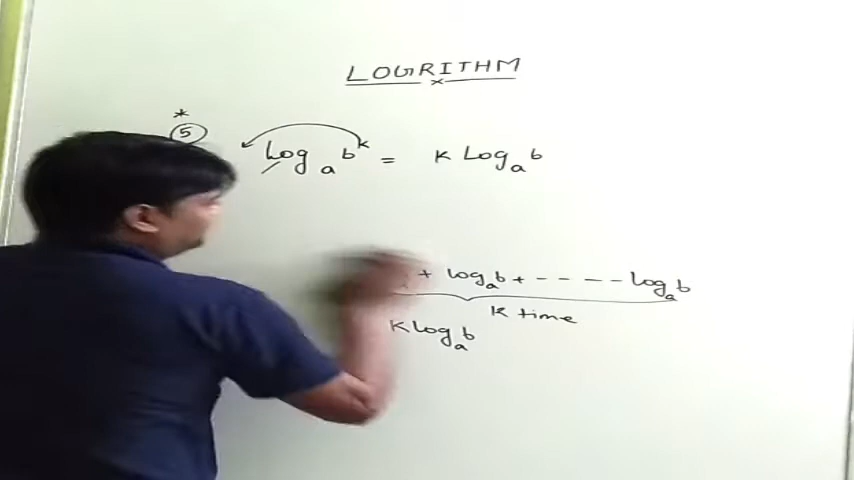 LOGRITHM
*
5
Log_a b^k = K Log_a b
+ log_a b + - - - - log_a b
K time
K log_a b